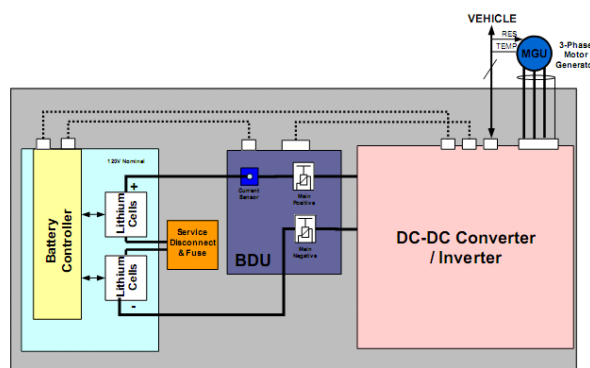 VEHICLE
RES
TEMP
MGU
3-Phase
Motor
Generator
120V Nominal
Battery
Controller
+
Lithium
Cells
Lithium
Cells
-
Service
Disconnect
& Fuse
Current
Sensor
Main
Positive
Main
Negative
BDU
DC-DC Converter
/ Inverter